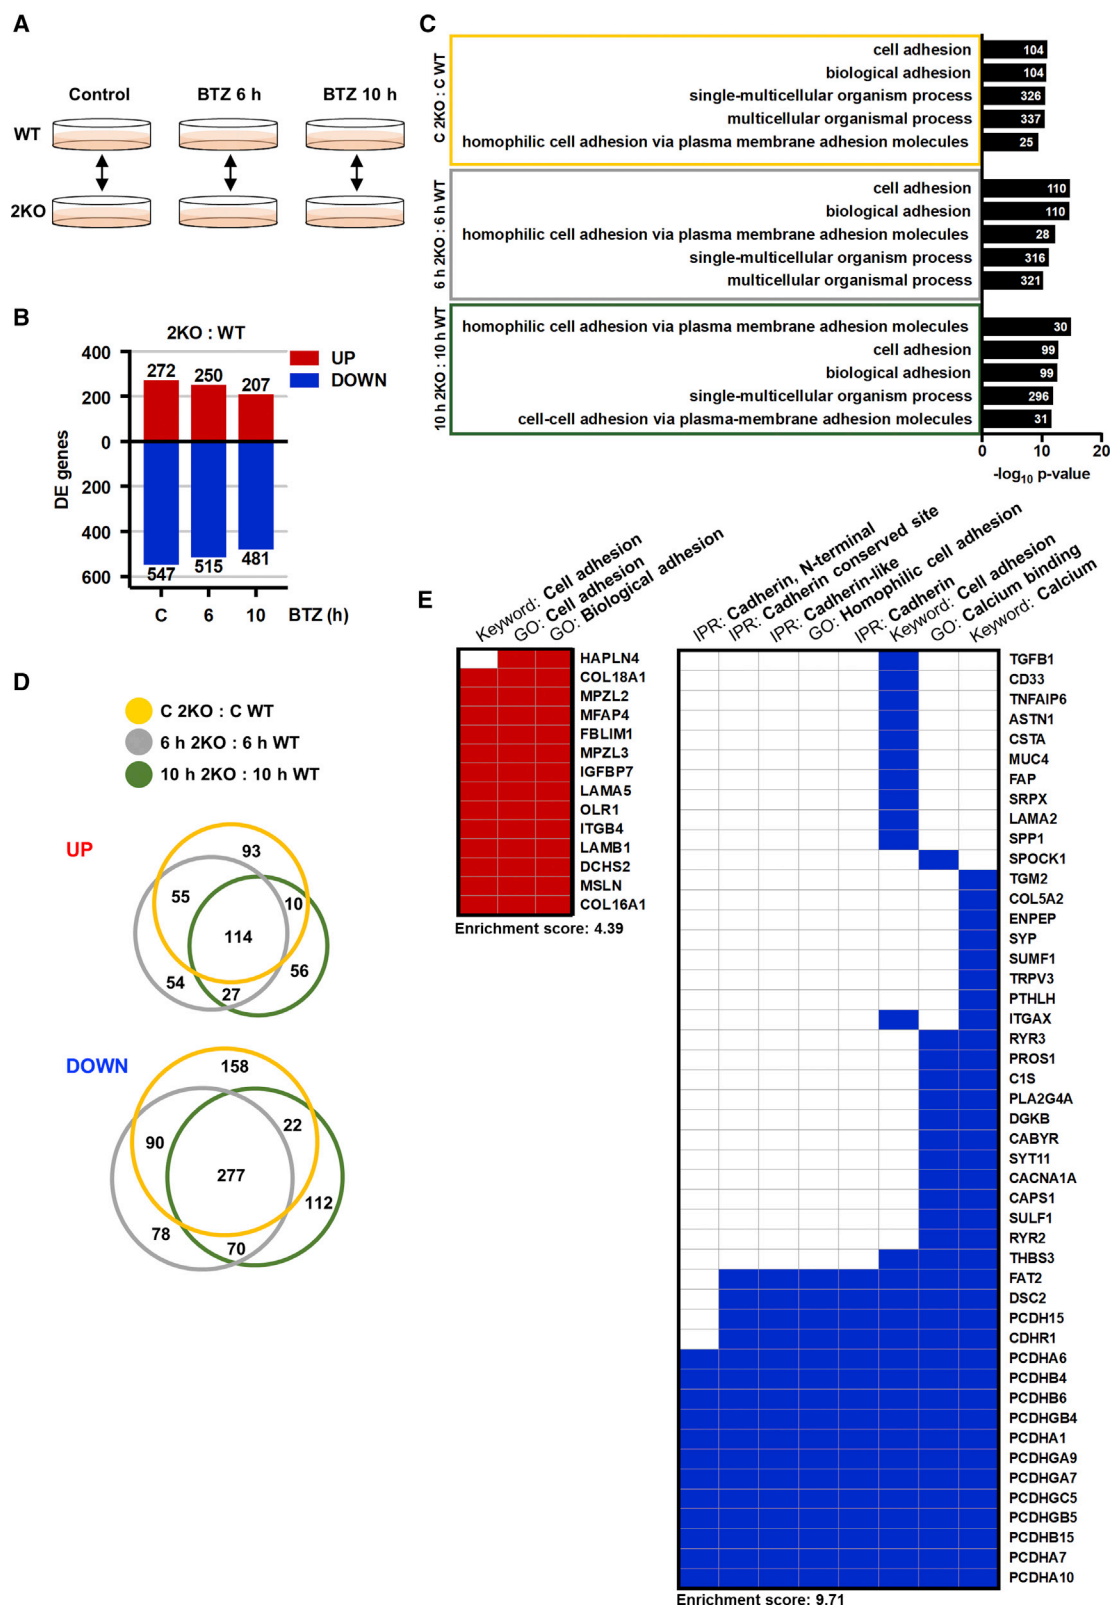 A
Control
BTZ 6 h
BTZ 10 h
WT
2KO
B
2KO : WT
400
200
0
200
400
600
DE genes
272
250
207
547
515
481
UP
DOWN
C
6
10
BTZ (h)
C
C 2KO : C WT
cell adhesion
104
biological adhesion
104
single-multicellular organism process
326
multicellular organismal process
337
homophilic cell adhesion via plasma membrane adhesion molecules
25
6 h 2KO : 6 h WT
cell adhesion
110
biological adhesion
110
homophilic cell adhesion via plasma membrane adhesion molecules
28
single-multicellular organism process
316
multicellular organismal process
321
10 h 2KO : 10 h WT
homophilic cell adhesion via plasma membrane adhesion molecules
30
cell adhesion
99
biological adhesion
99
single-multicellular organism process
296
cell-cell adhesion via plasma-membrane adhesion molecules
31
0
10
20
-log10 p-value
D
C 2KO : C WT
6 h 2KO : 6 h WT
10 h 2KO : 10 h WT
UP
93
55
10
114
54
27
56
DOWN
158
90
22
277
78
70
112
E
Keyword: Cell adhesion
GO: Cell adhesion
GO: Biological adhesion
HAPLN4
COL18A1
MPZL2
MFAP4
FBLIM1
MPZL3
IGFBP7
LAMA5
OLR1
ITGB4
LAMB1
DCHS2
MSLN
COL16A1
Enrichment score: 4.39
IPR: Cadherin, N-terminal
IPR: Cadherin conserved site
IPR: Cadherin-like
GO: Homophilic cell adhesion
IPR: Cadherin
Keyword: Cell adhesion
GO: Calcium binding
Keyword: Calcium
TGFB1
CD33
TNFAIP6
ASTN1
CSTA
MUC4
FAP
SRPX
LAMA2
SPP1
SPOCK1
TGM2
COL5A2
ENPEP
SYP
SUMF1
TRPV3
PTHLH
ITGAX
RYR3
PROS1
C1S
PLA2G4A
DGKB
CABYR
SYT11
CACNA1A
CAPS1
SULF1
RYR2
THBS3
FAT2
DSC2
PCDH15
CDHR1
PCDHA6
PCDHB4
PCDHB6
PCDHGB4
PCDHA1
PCDHGA9
PCDHGA7
PCDHGC5
PCDHGB5
PCDHB15
PCDHA7
PCDHA10
Enrichment score: 9.71